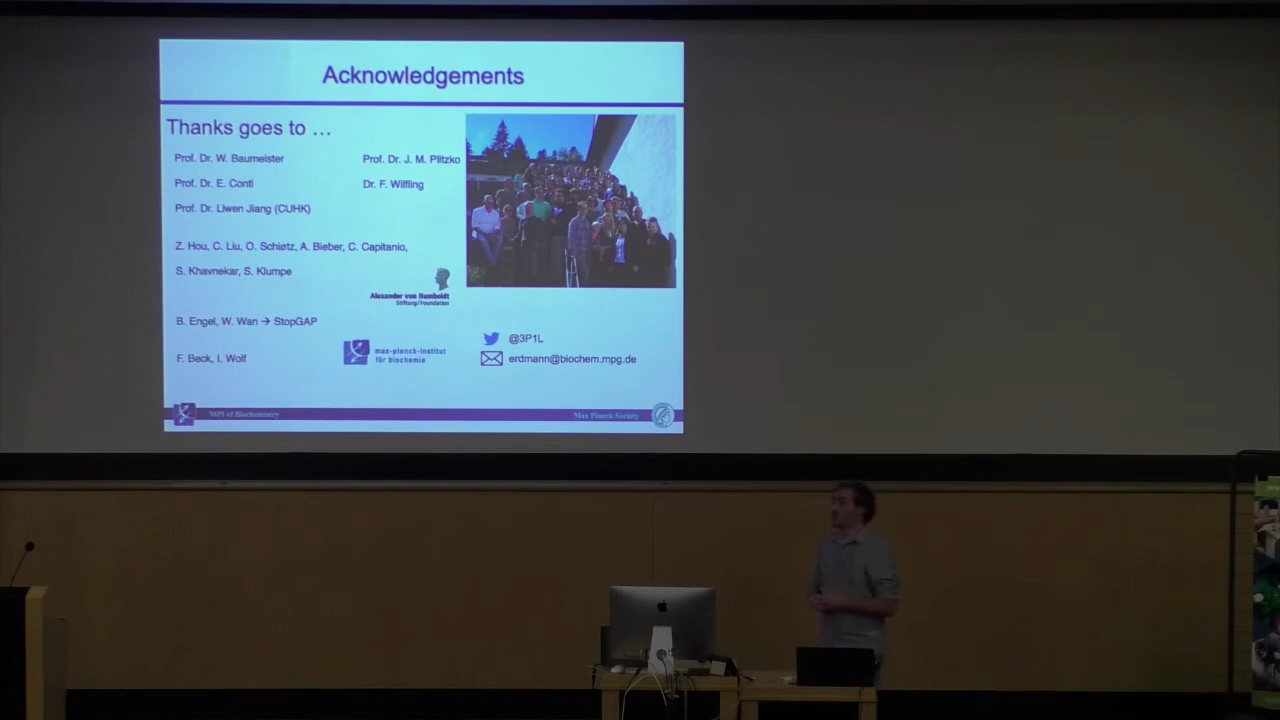 Acknowledgements
Thanks goes to …
Prof. Dr. W. Baumeister
Prof. Dr. J. M. Plitzko
Prof. Dr. E. Conti
Dr. F. Wilfling
Prof. Dr. Liwen Jiang (CUHK)
Z. Hou, C. Liu, O. Schiøtz, A. Bieber, C. Capitanio,
S. Khavnekar, S. Klumpe
Alexander von Humboldt
Stiftung/Foundation
B. Engel, W. Wan → StopGAP
@3P1L
F. Beck, I. Wolf
max-planck-institut
für biochemie
erdmann@biochem.mpg.de
MPI of Biochemistry
Max Planck Society